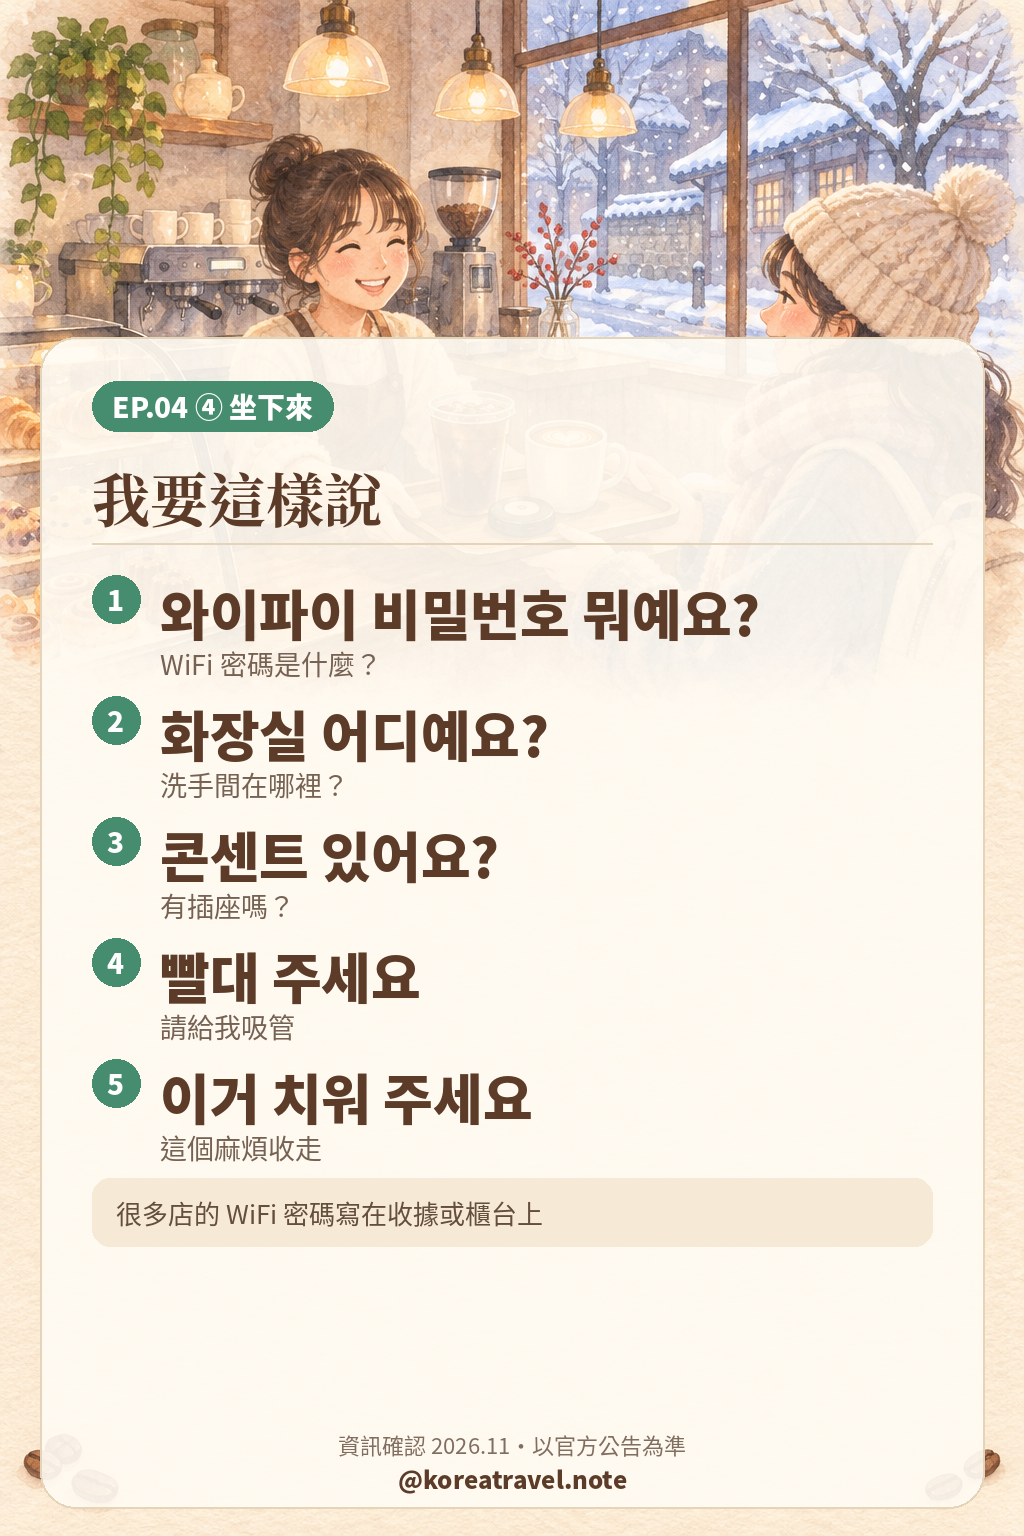 EP.04 ④ 坐下來
我要這樣說
1 와이파이 비밀번호 뭐예요?
WiFi 密碼是什麼？
2 화장실 어디예요?
洗手間在哪裡？
3 콘센트 있어요?
有插座嗎？
4 빨대 주세요
請給我吸管
5 이거 치워 주세요
這個麻煩收走
很多店的 WiFi 密碼寫在收據或櫃台上
資訊確認 2026.11・以官方公告為準
@koreatravel.note